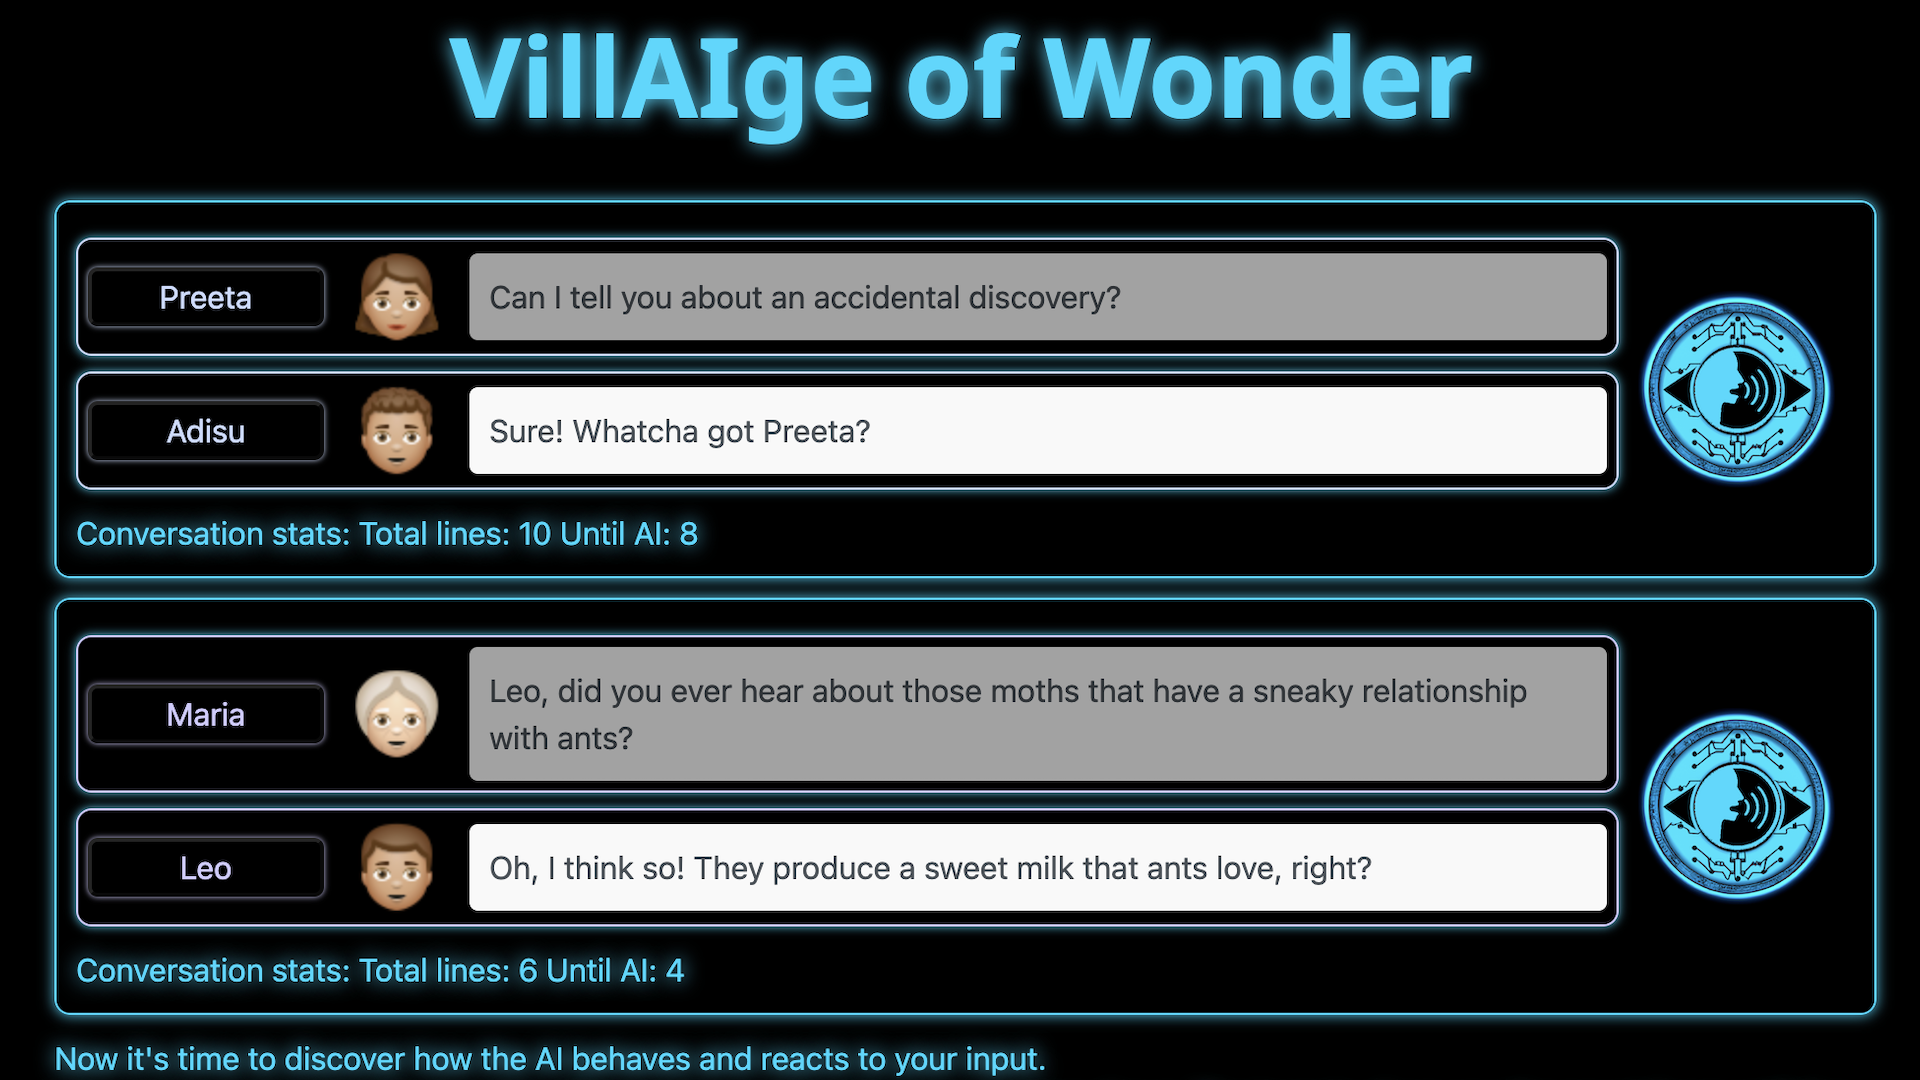 VillAIge of Wonder
Preeta
Can I tell you about an accidental discovery?
Adisu
Sure! Whatcha got Preeta?
Conversation stats: Total lines: 10 Until AI: 8
Maria
Leo, did you ever hear about those moths that have a sneaky relationship
with ants?
Leo
Oh, I think so! They produce a sweet milk that ants love, right?
Conversation stats: Total lines: 6 Until AI: 4
Now it's time to discover how the AI behaves and reacts to your input.